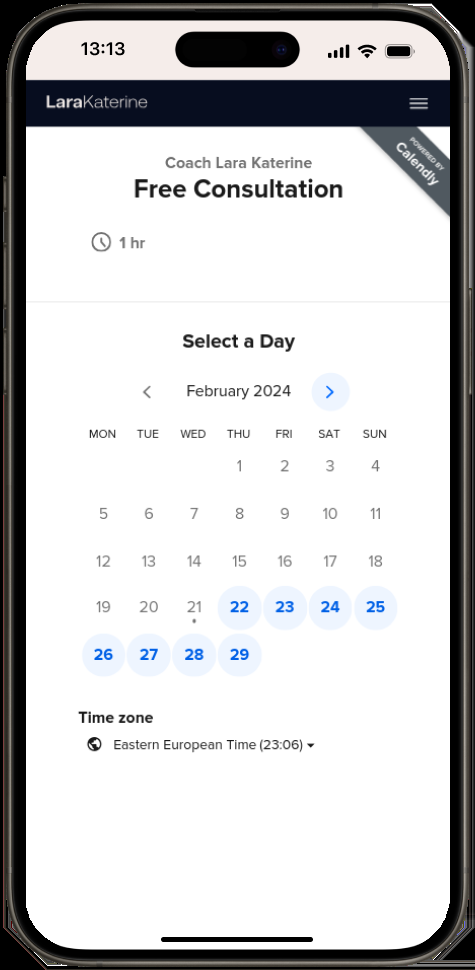 13:13
LaraKaterine
POWERED BY
Calendly
Coach Lara Katerine
Free Consultation
1 hr
Select a Day
February 2024
MON TUE WED THU FRI SAT SUN
1 2 3 4
5 6 7 8 9 10 11
12 13 14 15 16 17 18
19 20 21 22 23 24 25
26 27 28 29
Time zone
Eastern European Time (23:06)